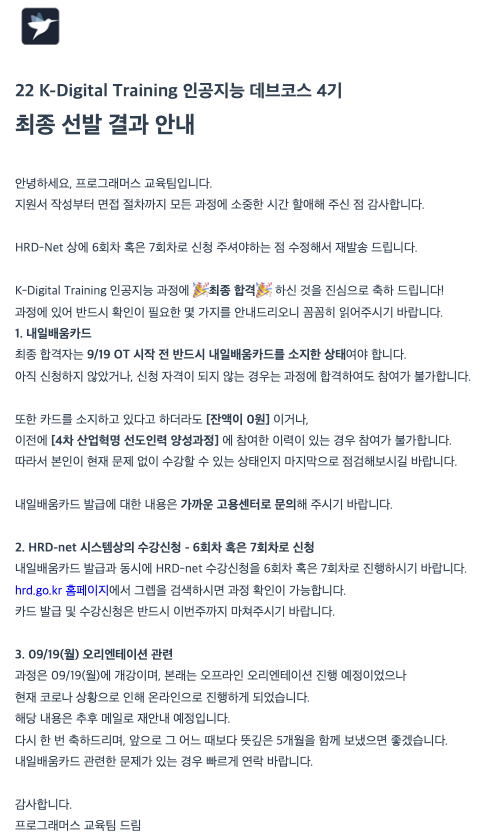 22 K-Digital Training 인공지능 데브코스 4기
최종 선발 결과 안내
안녕하세요, 프로그래머스 교육팀입니다.
지원서 작성부터 면접 절차까지 모든 과정에 소중한 시간 할애해 주신 점 감사합니다.
HRD-Net 상에 6회차 혹은 7회차로 신청 주셔야하는 점 수정해서 재발송 드립니다.
K-Digital Training 인공지능 과정에 🎉최종 합격🎉 하신 것을 진심으로 축하 드립니다!
과정에 있어 반드시 확인이 필요한 몇 가지를 안내드리오니 꼼꼼히 읽어주시기 바랍니다.
1. 내일배움카드
최종 합격자는 9/19 OT 시작 전 반드시 내일배움카드를 소지한 상태여야 합니다.
아직 신청하지 않았거나, 신청 자격이 되지 않는 경우는 과정에 합격하여도 참여가 불가합니다.
또한 카드를 소지하고 있다고 하더라도 [잔액이 0원] 이거나,
이전에 [4차 산업혁명 선도인력 양성과정] 에 참여한 이력이 있는 경우 참여가 불가합니다.
따라서 본인이 현재 문제 없이 수강할 수 있는 상태인지 마지막으로 점검해보시길 바랍니다.
내일배움카드 발급에 대한 내용은 가까운 고용센터로 문의해 주시기 바랍니다.
2. HRD-net 시스템상의 수강신청 - 6회차 혹은 7회차로 신청
내일배움카드 발급과 동시에 HRD-net 수강신청을 6회차 혹은 7회차로 진행하시기 바랍니다.
hrd.go.kr 홈페이지에서 그렙을 검색하시면 과정 확인이 가능합니다.
카드 발급 및 수강신청은 반드시 이번주까지 마쳐주시기 바랍니다.
3. 09/19(월) 오리엔테이션 관련
과정은 09/19(월)에 개강이며, 본래는 오프라인 오리엔테이션 진행 예정이었으나
현재 코로나 상황으로 인해 온라인으로 진행하게 되었습니다.
해당 내용은 추후 메일로 재안내 예정입니다.
다시 한 번 축하드리며, 앞으로 그 어느 때보다 뜻깊은 5개월을 함께 보냈으면 좋겠습니다.
내일배움카드 관련한 문제가 있는 경우 빠르게 연락 바랍니다.
감사합니다.
프로그래머스 교육팀 드림